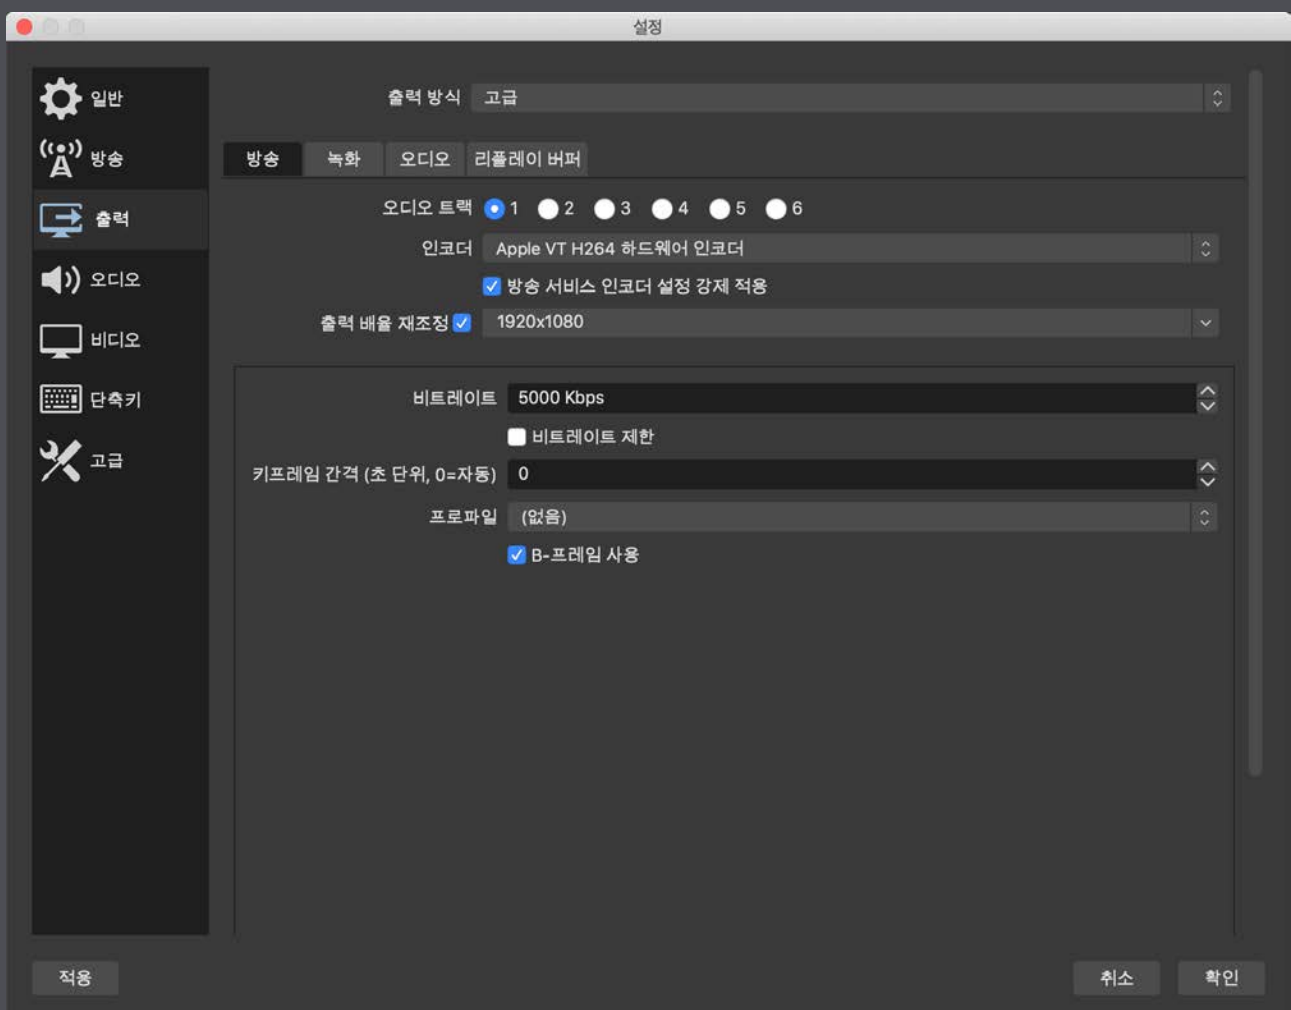 설정
일반
방송
출력
오디오
비디오
단축키
고급
출력 방식 고급
방송 녹화 오디오 리플레이 버퍼
오디오 트랙 1 2 3 4 5 6
인코더 Apple VT H264 하드웨어 인코더
방송 서비스 인코더 설정 강제 적용
출력 배율 재조정 1920x1080
비트레이트 5000 Kbps
비트레이트 제한
키프레임 간격 (초 단위, 0=자동) 0
프로파일 (없음)
B-프레임 사용
적용 취소 확인